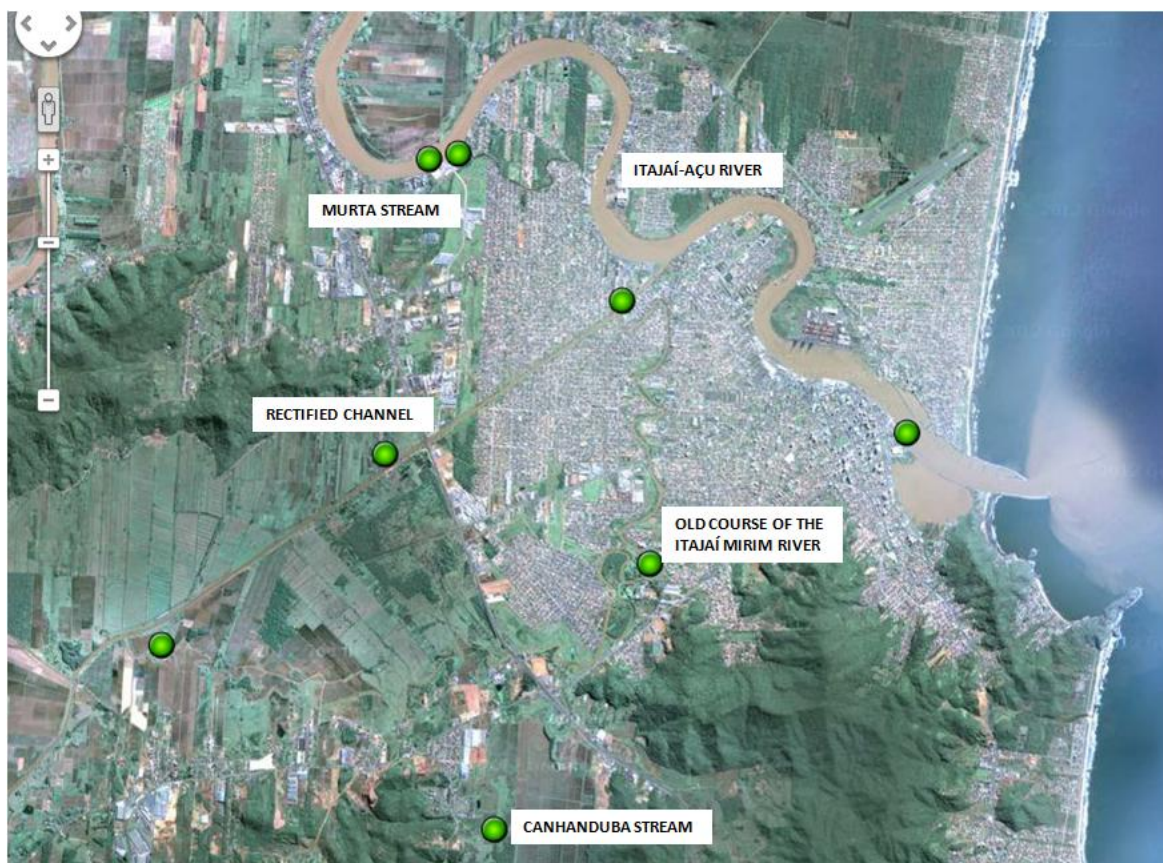 ITAJAÍ-AÇU RIVER
MURTA STREAM
RECTIFIED CHANNEL
OLD COURSE OF THE
ITAJAÍ MIRIM RIVER
CANHANDUBA STREAM